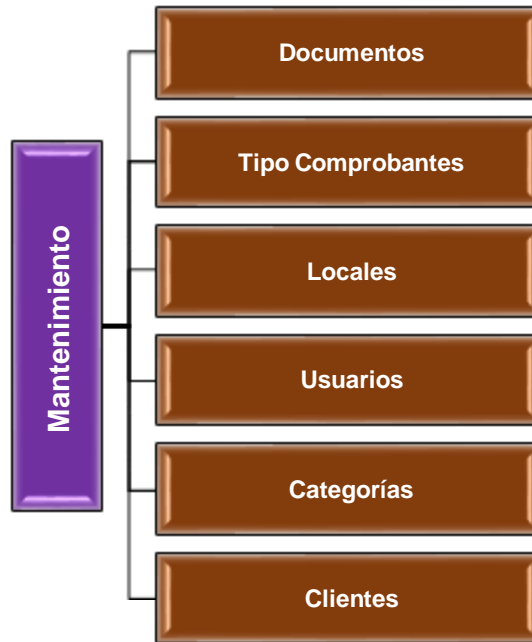 Mantenimiento
Documentos
Tipo Comprobantes
Locales
Usuarios
Categorías
Clientes